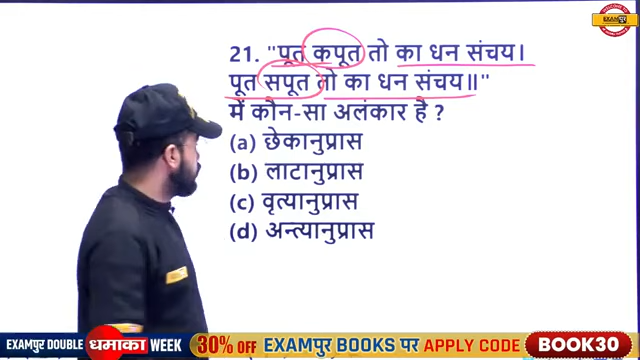 21. "पूत कपूत तो का धन संचय।
पूत सपूत तो का धन संचय॥"
में कौन-सा अलंकार है ?
(a) छेकानुप्रास
(b) लाटानुप्रास
(c) वृत्यानुप्रास
(d) अन्त्यानुप्रास
EXAMपुर
EXAMPUR DOUBLE धमाका WEEK 30% OFF EXAMपुर BOOKS पर APPLY CODE BOOK30